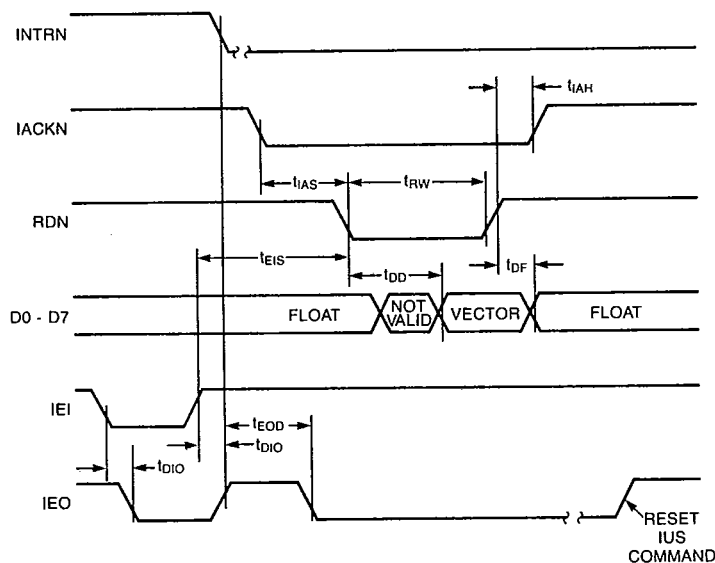 INTRN
tIAH
IACKN
tIAS
tRW
RDN
tEIS
tDD
tDF
D0 - D7
FLOAT
NOT
VALID
VECTOR
FLOAT
IEI
tEOD
tDIO
tDIO
IEO
RESET
IUS
COMMAND